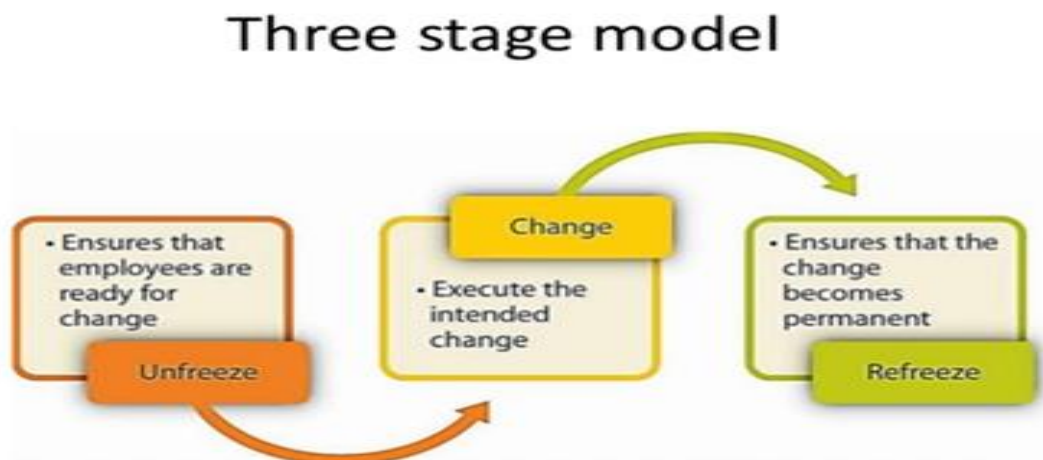 Three stage model
• Ensures that
employees are
ready for
change
Unfreeze
Change
• Execute the
intended
change
• Ensures that the
change
becomes
permanent
Refreeze